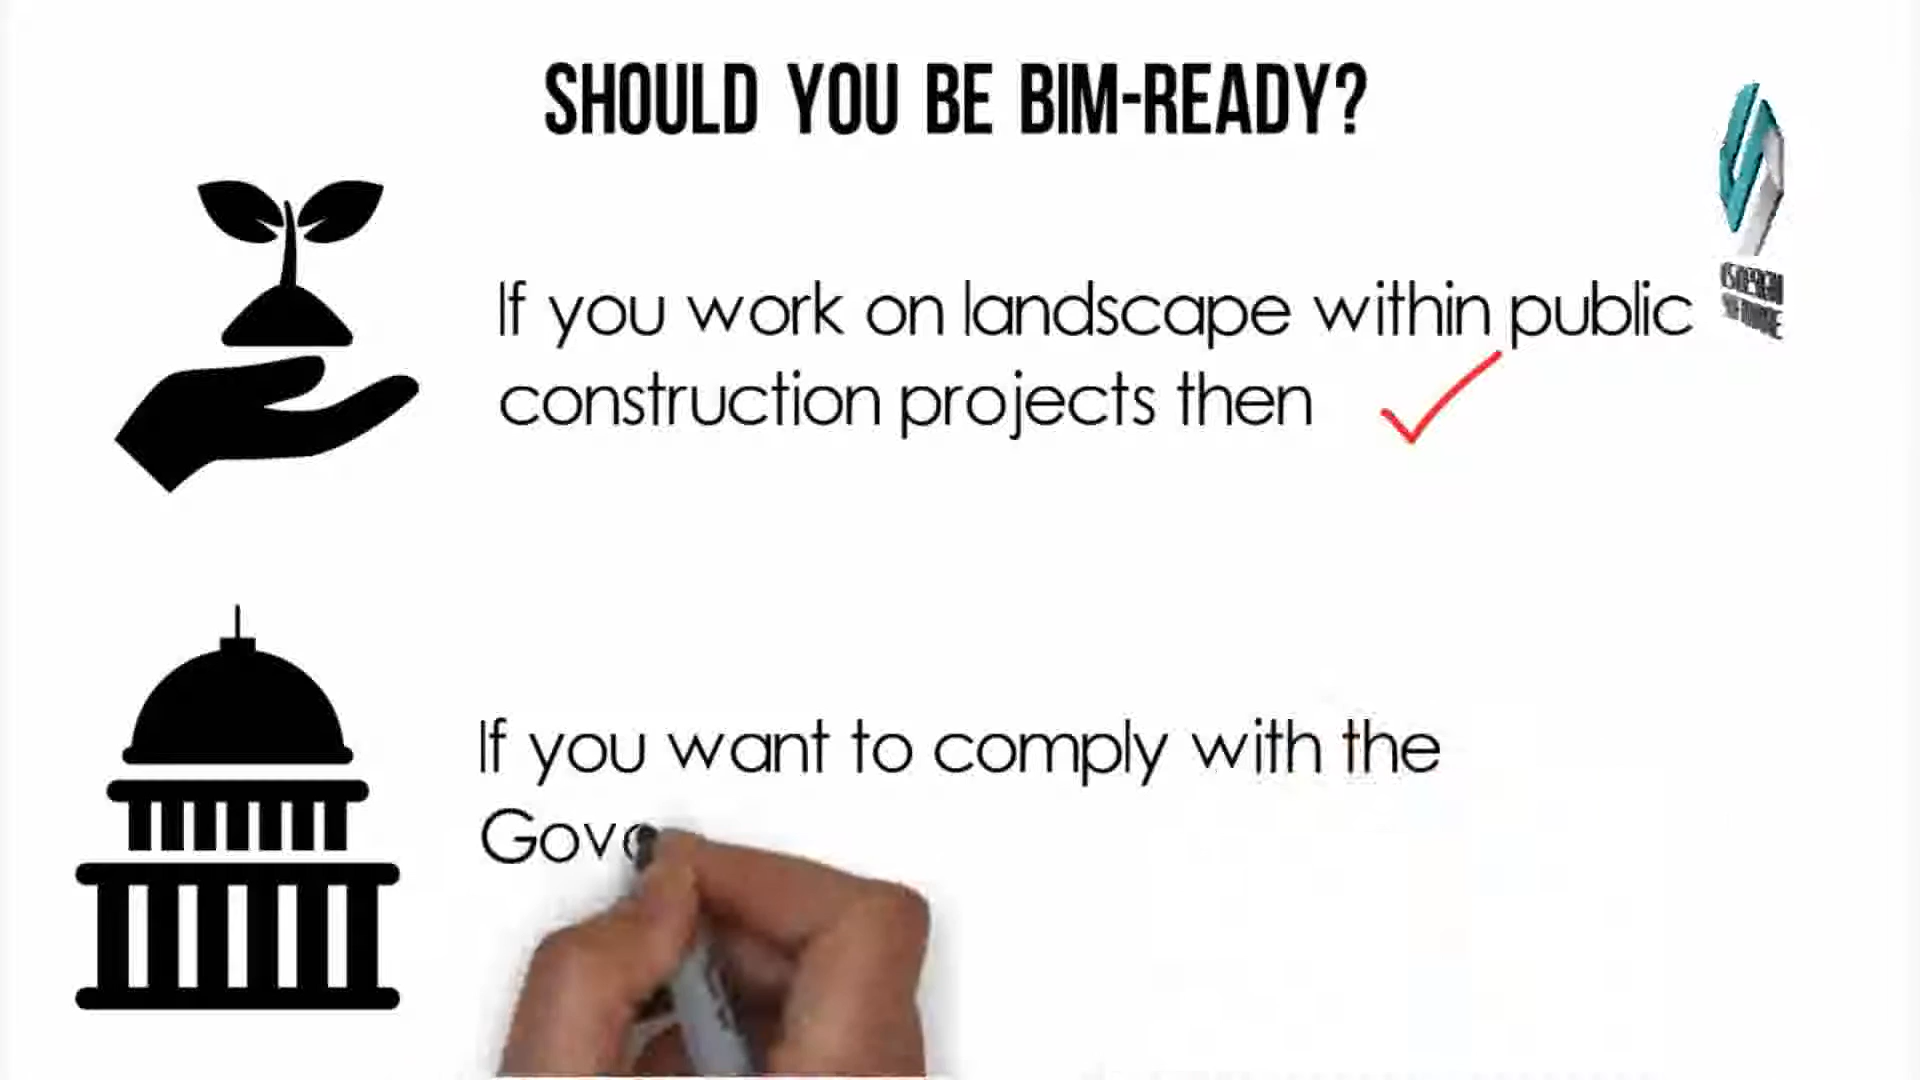 SHOULD YOU BE BIM-READY?
If you work on landscape within public
construction projects then
If you want to comply with the
Gove